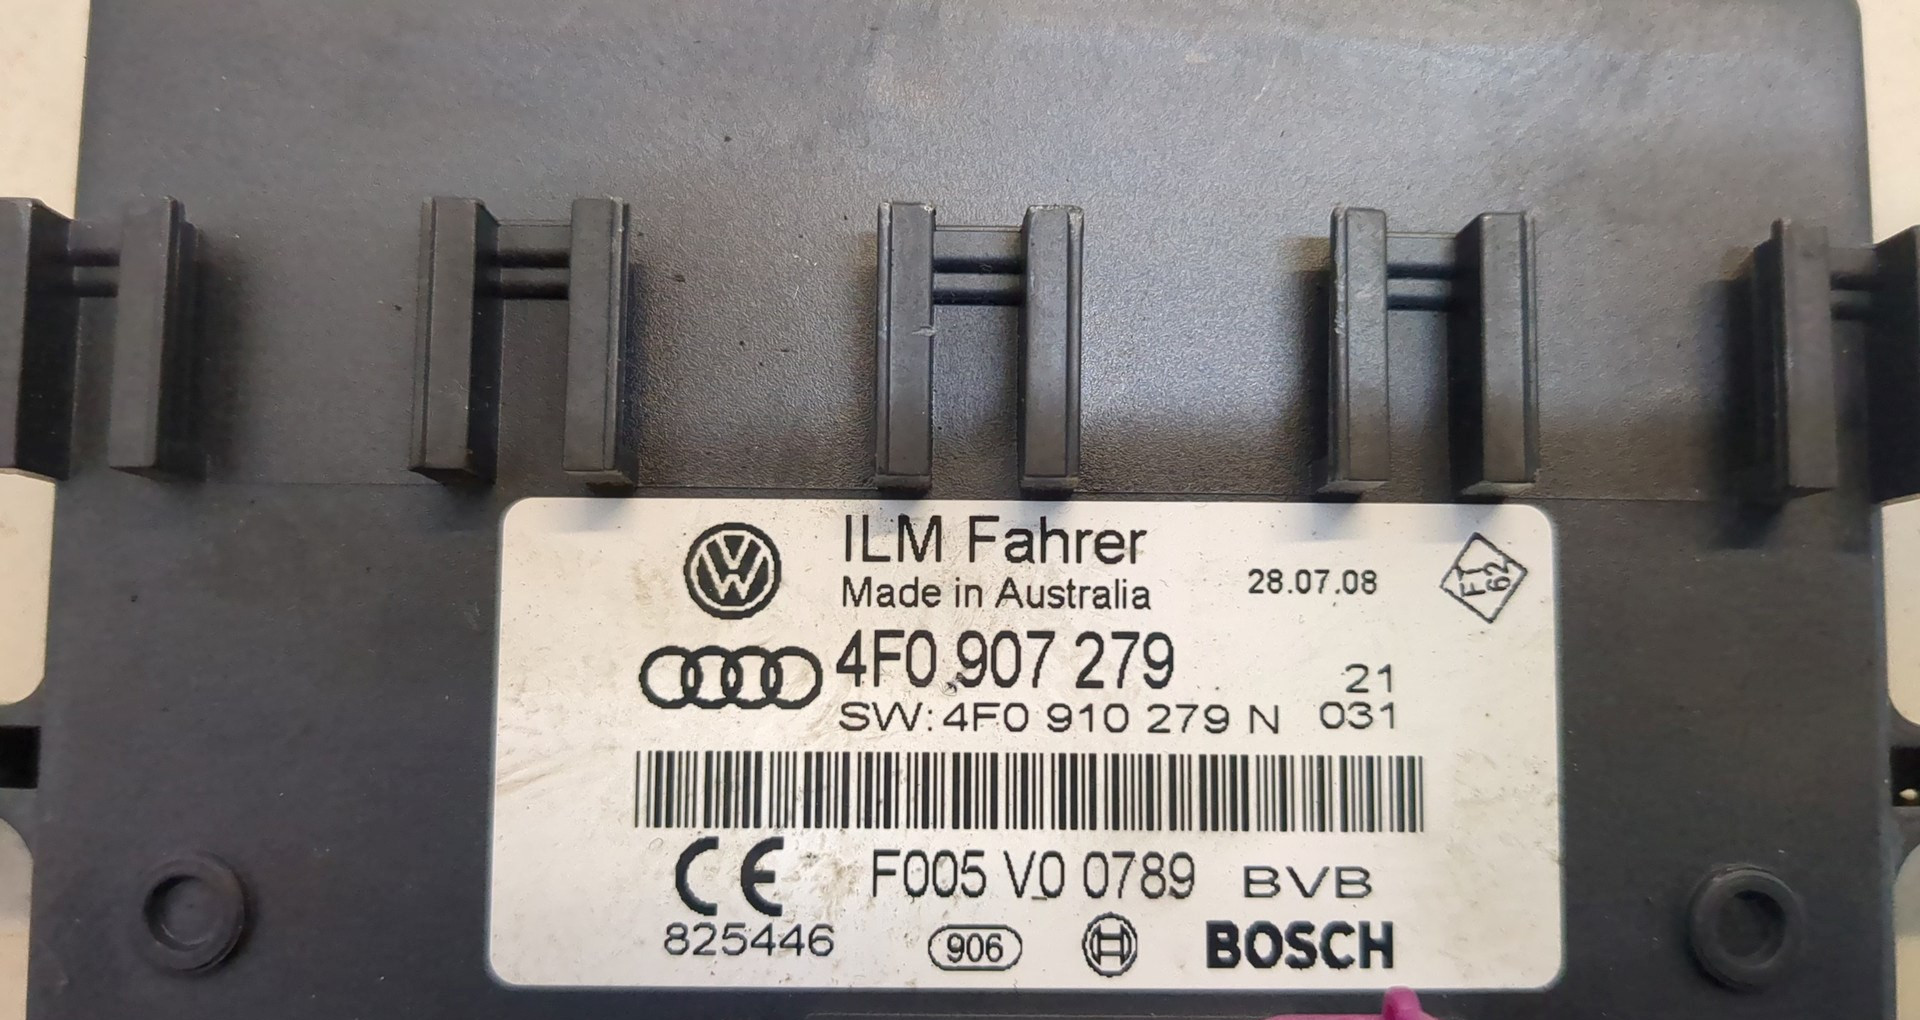 ILM Fahrer
Made in Australia
28.07.08
4F0 907 279
21
SW: 4F0 910 279 N
031
F005 V0 0789
BVB
825446
906
BOSCH